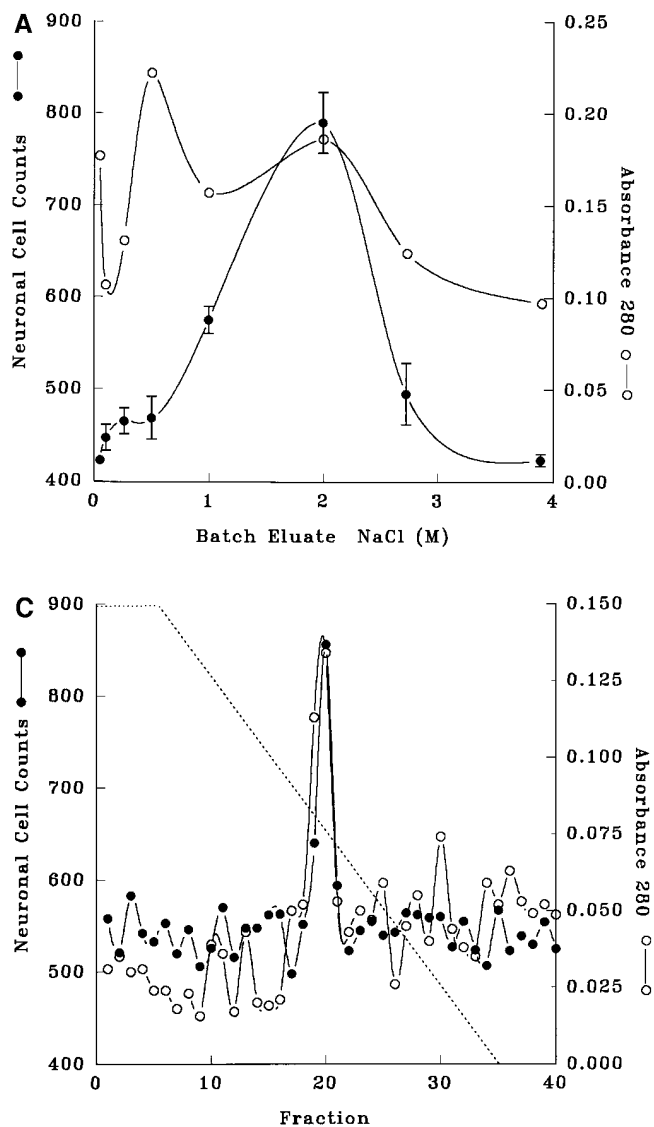 A
900
800
700
600
500
400
Neuronal Cell Counts
0.25
0.20
0.15
0.10
0.05
0.00
Absorbance 280
0 1 2 3 4
Batch Eluate NaCl (M)
C
900
800
700
600
500
400
Neuronal Cell Counts
0.150
0.125
0.100
0.075
0.050
0.025
0.000
Absorbance 280
0 10 20 30 40
Fraction